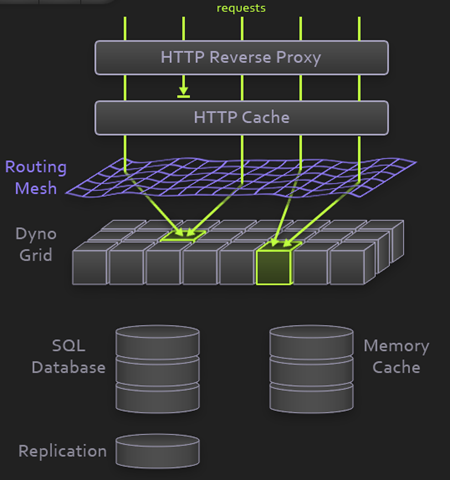 requests
HTTP Reverse Proxy
HTTP Cache
Routing
Mesh
Dyno
Grid
SQL
Database
Memory
Cache
Replication